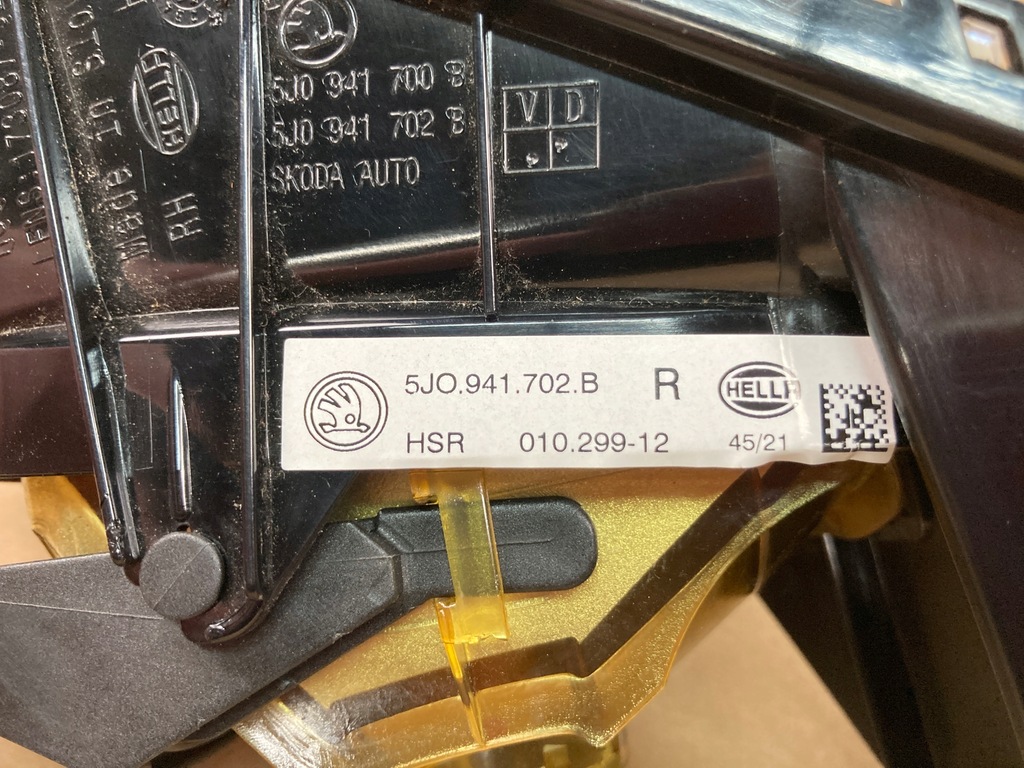 5J0 941 700 B
5J0 941 702 B
SKODA AUTO
V D
HELLA
RH
5JO.941.702.B R HELLA
HSR 010.299-12 45/21